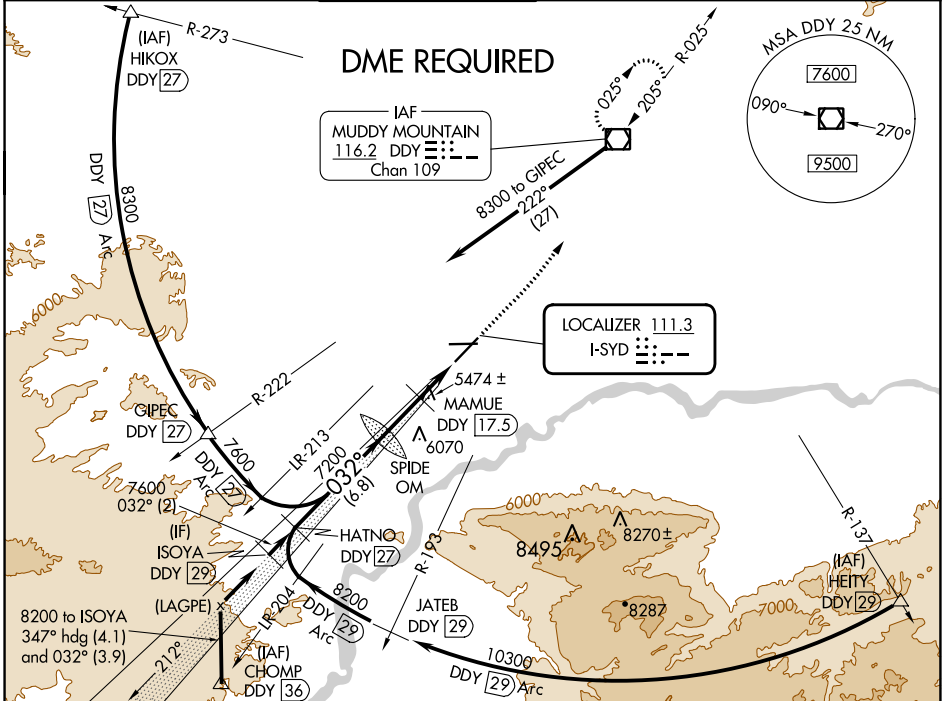 R-273
(IAF)
HIKOX
DDY 27
DME REQUIRED
R-025
025°
205°
MSA DDY 25 NM
7600
090°
270°
9500
IAF
MUDDY MOUNTAIN
116.2 DDY
Chan 109
8300 to GIPEC
222°
(27)
8300
DDY 27 Arc
6000
LOCALIZER 111.3
I-SYD
R-222
5474 ±
MAMUE
DDY 17.5
6070
GIPEC
DDY 27
LR-213
7200
032°
(6.8)
SPIDE
OM
7600
DDY 27
Arc
7600
032° (2)
(IF)
ISOYA
DDY 29
HATNO
DDY 27
R-193
6000
8495
8270±
R-137
(IAF)
HEITY
DDY 29
(LAGPE)
8200 to ISOYA
347° hdg (4.1)
and 032° (3.9)
LR-204
8200
DDY 29
Arc
JATEB
DDY 29
8287
7000
212°
(IAF)
CHOMP
DDY 36
10300
DDY 29 Arc